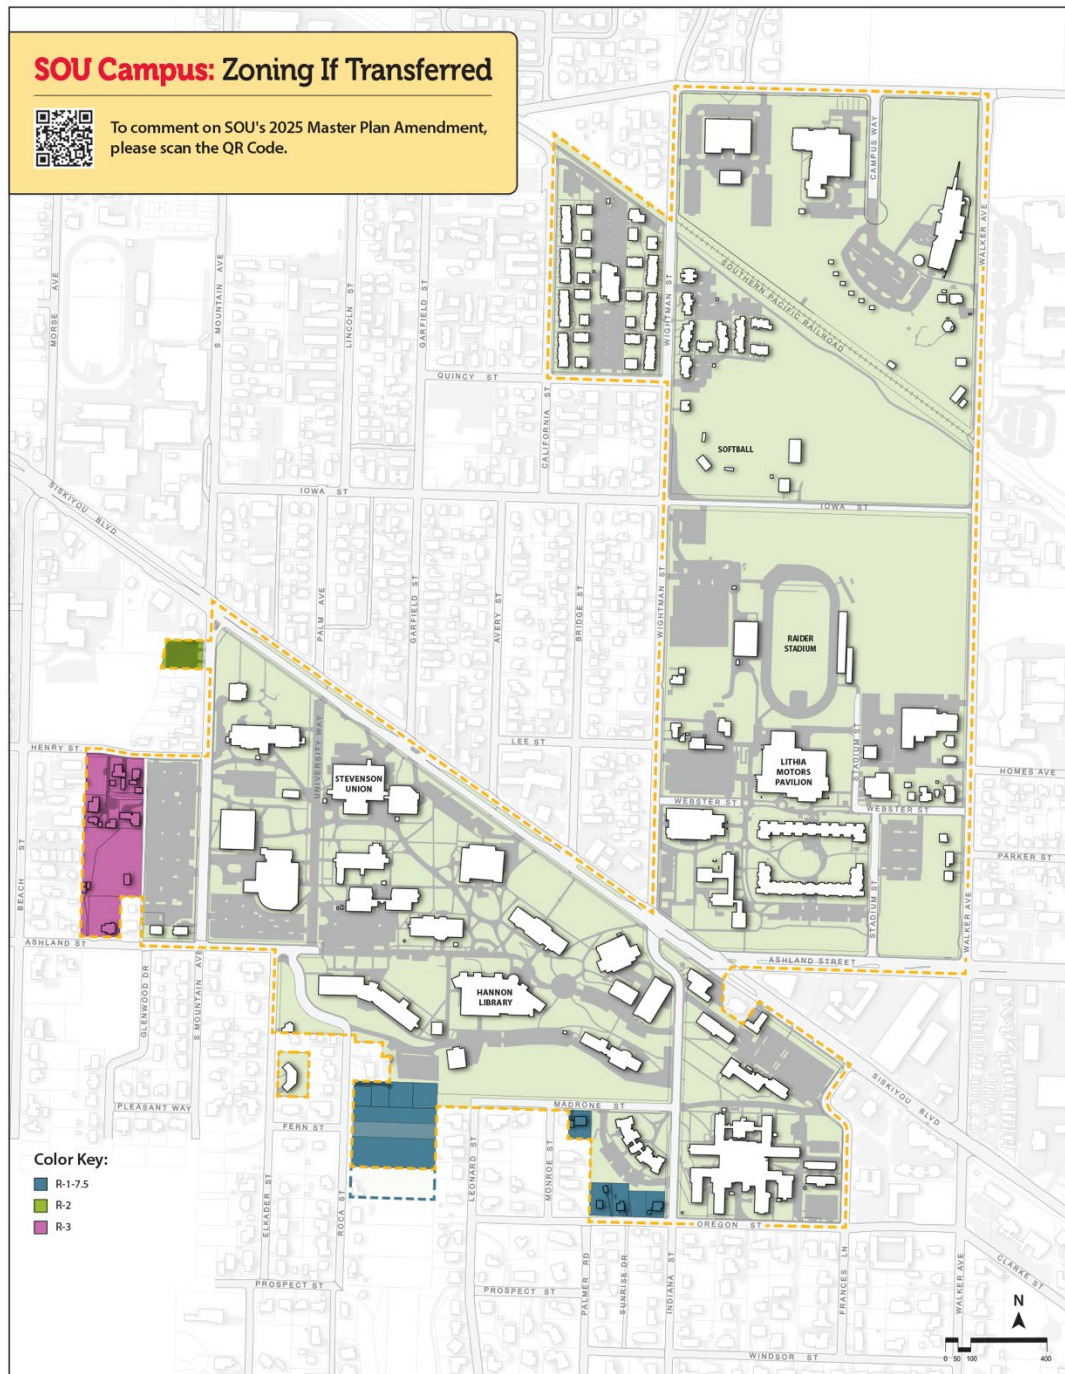 SOU Campus: Zoning If Transferred
To comment on SOU's 2025 Master Plan Amendment,
please scan the QR Code.
MORSE AVE
S MOUNTAIN AVE
LINCOLN ST
GARFIELD ST
QUINCY ST
CALIFORNIA ST
WIGHTMAN ST
CAMPUS WAY
WALKER AVE
SOUTHERN PACIFIC RAILROAD
SOFTBALL
SISKIYOU BLVD
IOWA ST
IOWA ST
PALM AVE
GARFIELD ST
AVERY ST
BRIDGE ST
WIGHTMAN ST
RAIDER
STADIUM
HENRY ST.
UNIVERSITY WAY
STEVENSON
UNION
LEE ST
LITHIA
MOTORS
PAVILION
STADIUM ST
HOMES AVE
WEBSTER ST
WEBSTER ST
BEACH ST
PARKER ST
STADIUM ST
WALKER AVE
ASHLAND ST
ASHLAND STREET
GLENWOOD DR
S MOUNTAIN AVE
HANNON
LIBRARY
PLEASANT WAY
FERN ST
MADRONE ST
SISKIYOU BLVD
Color Key:
R-1-7.5
R-2
R-3
ELKADER ST
ROCA ST
LEONARD ST
MONROE ST
OREGON ST
PROSPECT ST
PROSPECT ST
PALMER RD
SUNRISE DR
INDIANA ST
FRANCES LN
WALKER AVE
CLARKE ST
WINDSOR ST
N
0 50 100 400